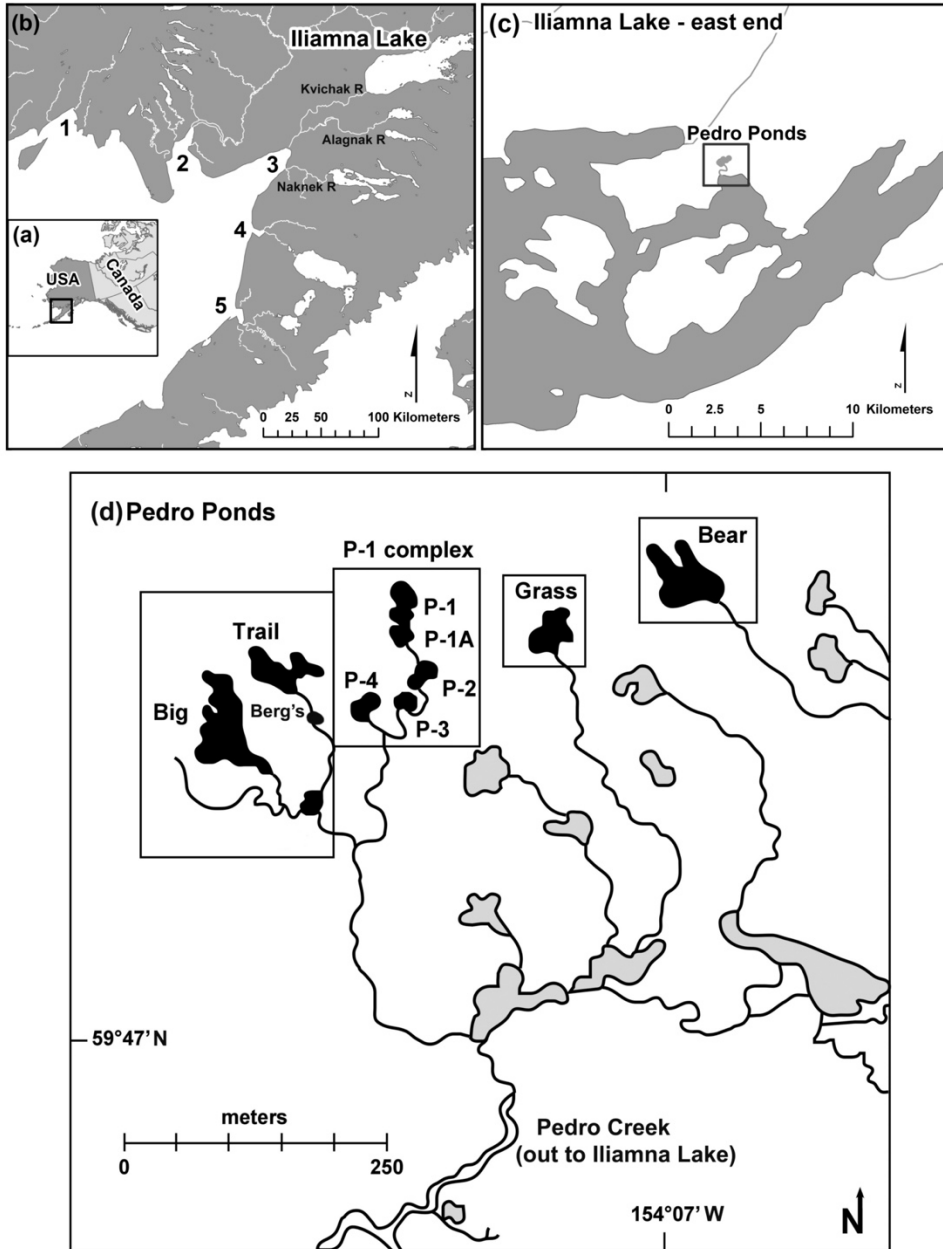 (b)
Iliamna Lake
Kvichak R
Alagnak R
Naknek R
1
2
3
4
5
(a)
USA
Canada
N
0 25 50 100 Kilometers
(c) Iliamna Lake - east end
Pedro Ponds
N
0 2.5 5 10 Kilometers
(d) Pedro Ponds
P-1 complex
Bear
Grass
P-1
P-1A
Trail
P-4
P-2
Big
Berg's
P-3
59°47' N
meters
0 250
Pedro Creek
(out to Iliamna Lake)
154°07' W
N